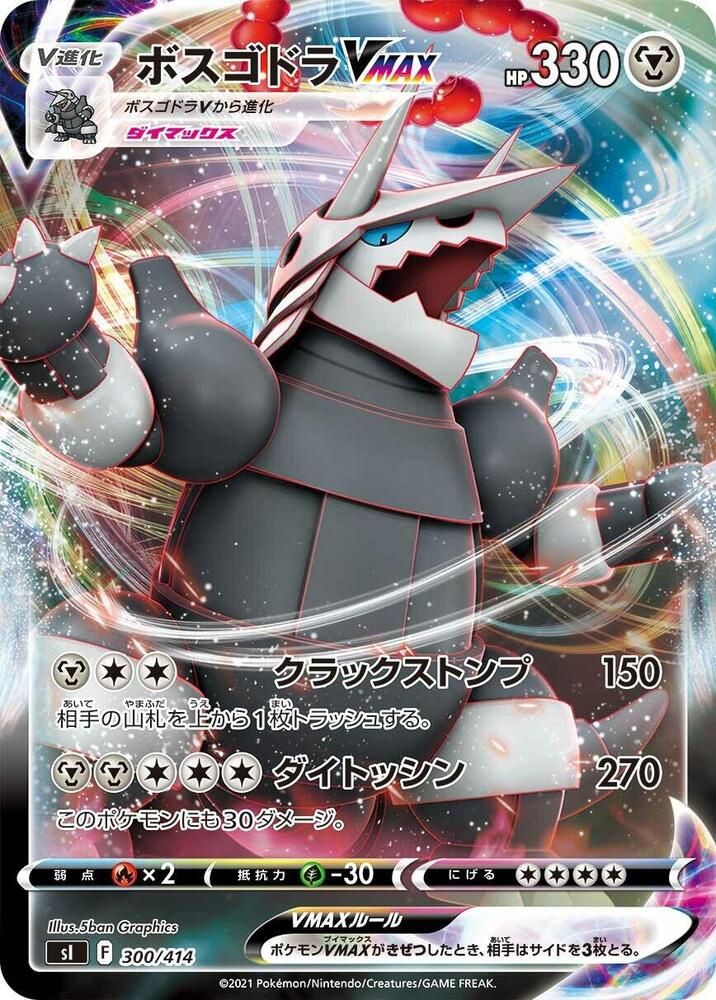 V進化
ボスゴドラVMAX
HP330
ボスゴドラVから進化
ダイマックス
クラックストンプ 150
相手の山札を上から1枚トラッシュする。
ダイトッシン 270
このポケモンにも30ダメージ。
弱点 ×2 抵抗力 -30 にげる
Illus.5ban Graphics
sI F 300/414
VMAXルール
ポケモンVMAXがきぜつしたとき、相手はサイドを3枚とる。
©2021 Pokémon/Nintendo/Creatures/GAME FREAK.